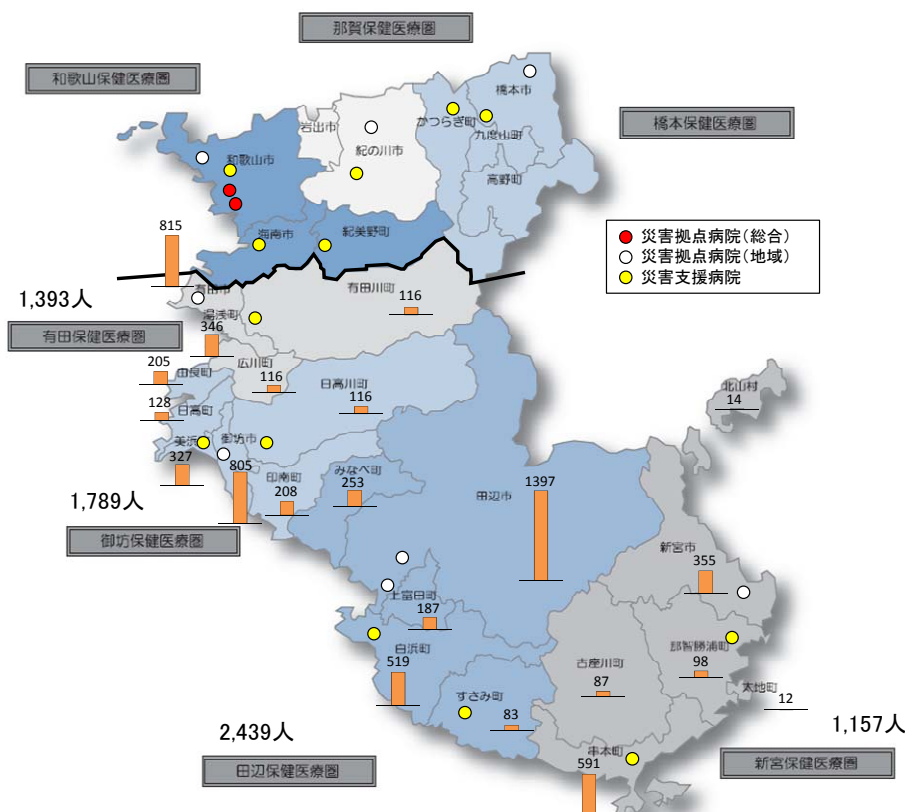 那賀保健医療圏
和歌山保健医療圏
橋本市
橋本保健医療圏
かつらぎ町
九度山町
岩出市
紀の川市
和歌山市
高野町
災害拠点病院(総合)
災害拠点病院(地域)
災害支援病院
海南市
紀美野町
815
有田市
有田川町
116
1,393人
湯浅町
有田保健医療圏
346
広川町
116
205
由良町
日高川町
116
128
日高町
北山村
14
美浜
327
御坊市
805
印南町
208
みなべ町
253
田辺市
1397
1,789人
御坊保健医療圏
新宮市
355
上富田町
187
白浜町
519
那智勝浦町
98
古座川町
87
太地町
12
すさみ町
83
2,439人
田辺保健医療圏
串本町
591
1,157人
新宮保健医療圏